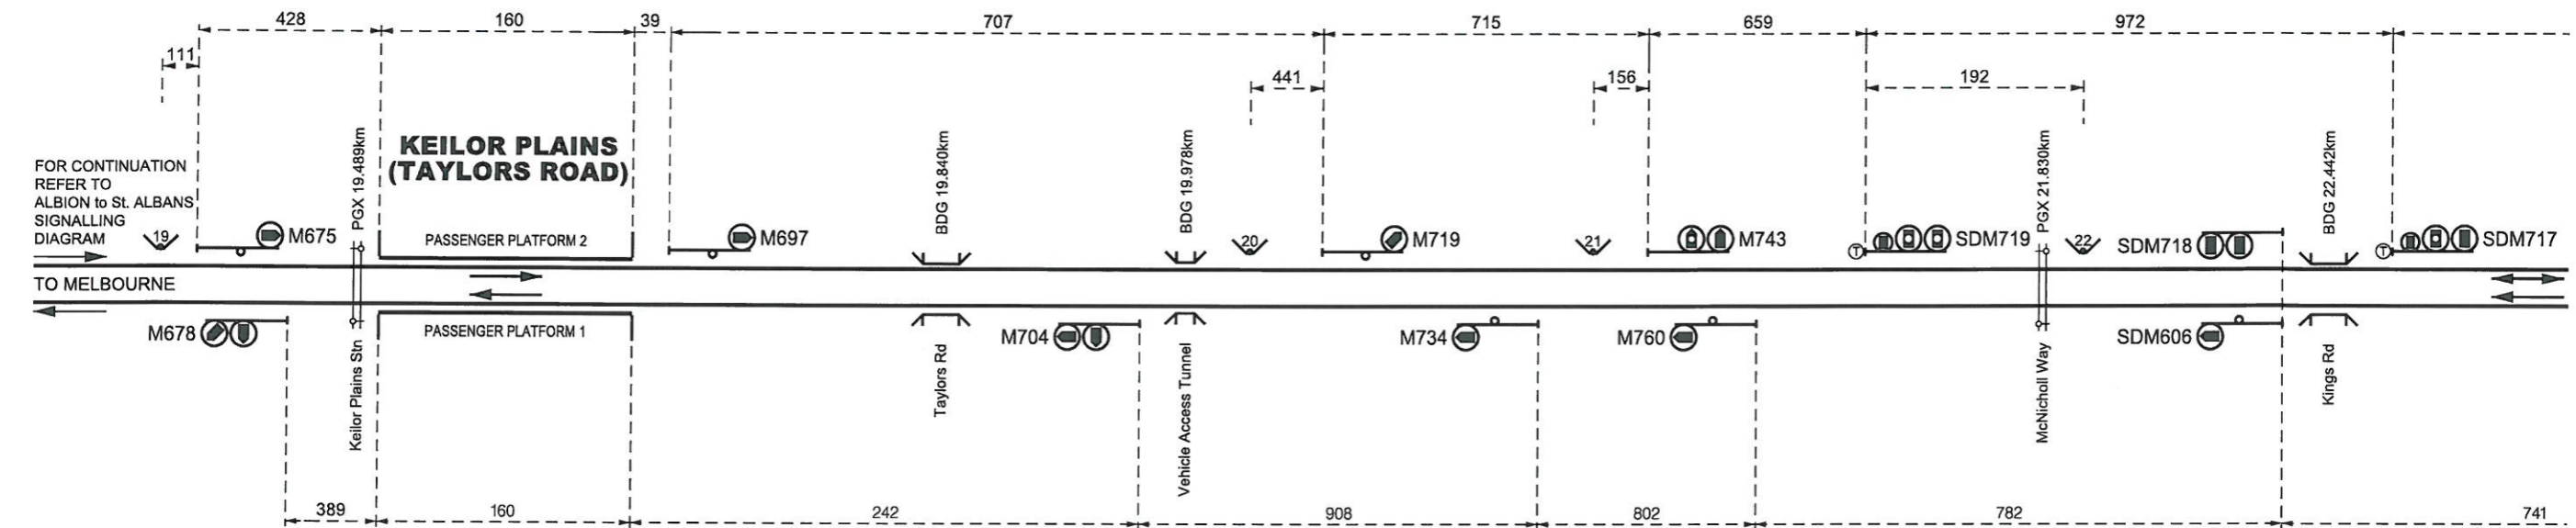 428
160
39
707
715
659
972
111
441
156
192
KEILOR PLAINS
(TAYLORS ROAD)
FOR CONTINUATION
REFER TO
ALBION to St. ALBANS
SIGNALLING
DIAGRAM
PGX 19.489km
BDG 19.840km
BDG 19.978km
PGX 21.830km
BDG 22.442km
19
M675
PASSENGER PLATFORM 2
M697
20
M719
21
M743
T
SDM719
22
SDM718
T
SDM717
TO MELBOURNE
M678
PASSENGER PLATFORM 1
M704
M734
M760
SDM606
Keilor Plains Stn
Taylors Rd
Vehicle Access Tunnel
McNicholl Way
Kings Rd
389
160
242
908
802
782
741